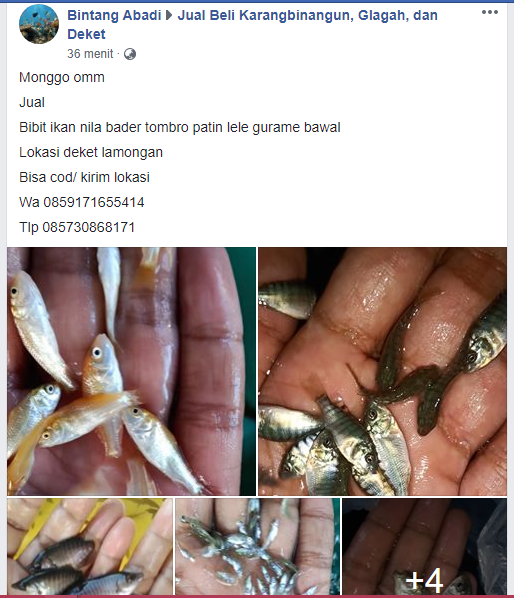 Bintang Abadi ▸ Jual Beli Karangbinangun, Glagah, dan
Deket
36 menit ·
Monggo omm
Jual
Bibit ikan nila bader tombro patin lele gurame bawal
Lokasi deket lamongan
Bisa cod/ kirim lokasi
Wa 0859171655414
Tlp 085730868171
+4